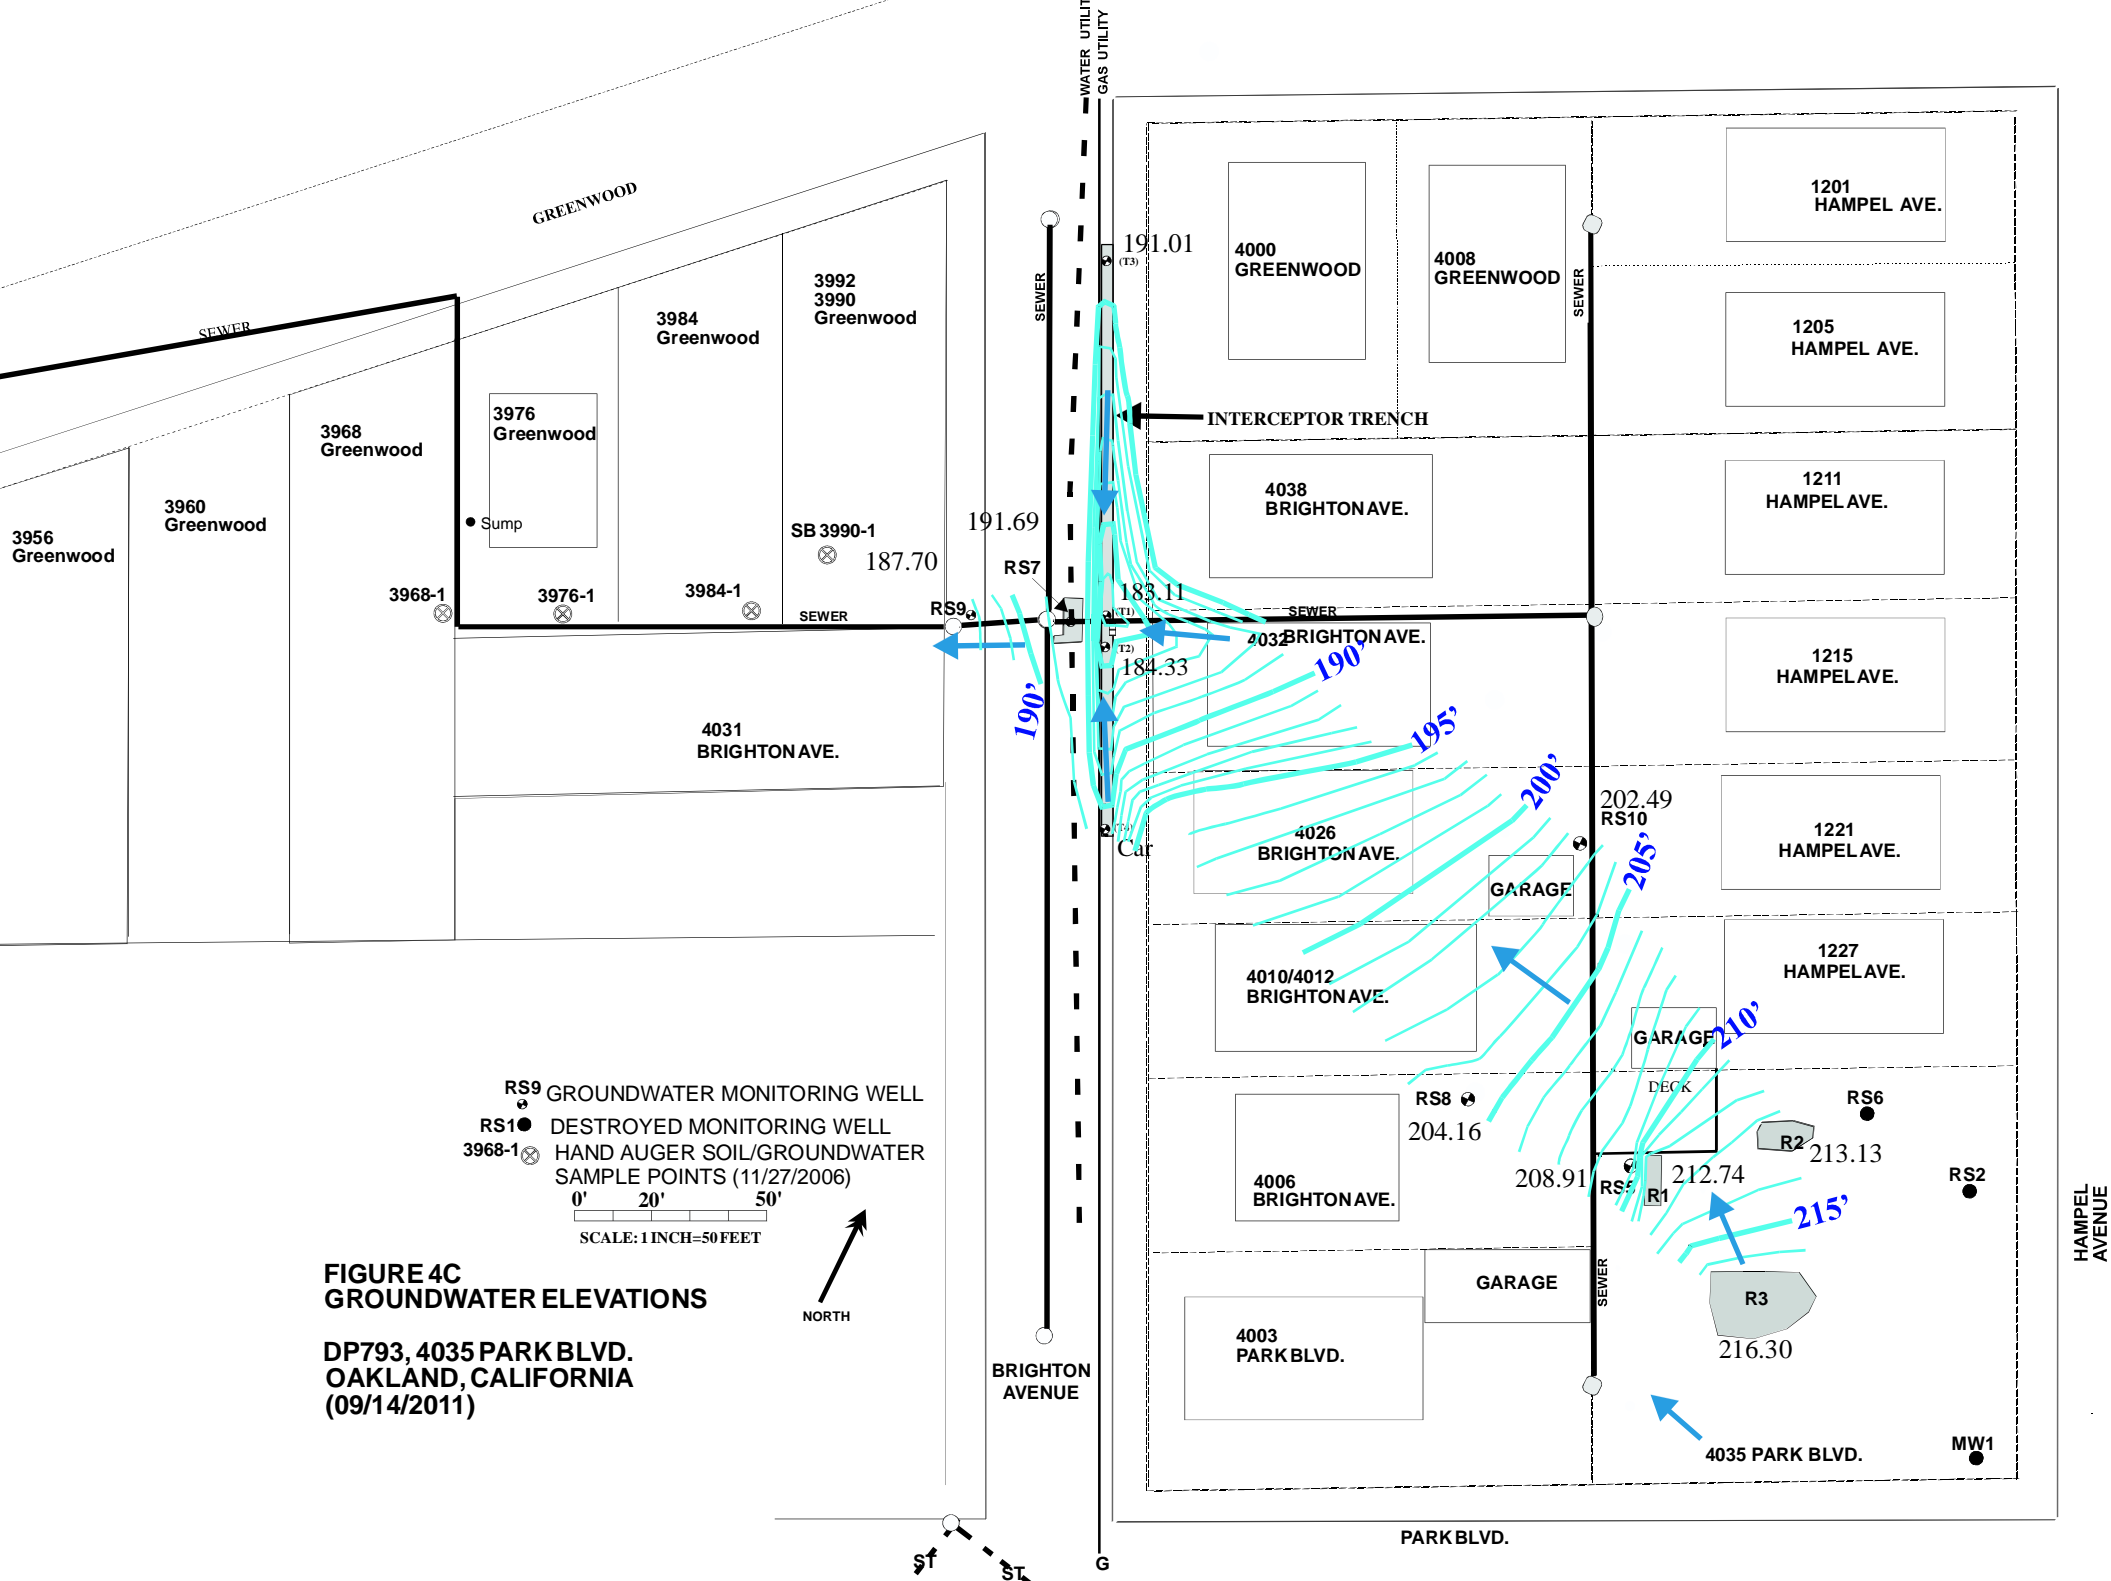 WATER UTILIT
GAS UTILITY
GREENWOOD
SEWER
3956
Greenwood
3960
Greenwood
3968
Greenwood
3976
Greenwood
Sump
3984
Greenwood
3992
3990
Greenwood
SB 3990-1
187.70
191.69
RS7
RS9
3968-1
3976-1
3984-1
SEWER
SEWER
191.01
(T3)
INTERCEPTOR TRENCH
183.11
(T1)
(T2)
184.33
Car
4000
GREENWOOD
4008
GREENWOOD
SEWER
1201
HAMPEL AVE.
1205
HAMPEL AVE.
1211
HAMPEL AVE.
1215
HAMPEL AVE.
1221
HAMPEL AVE.
1227
HAMPEL AVE.
4038
BRIGHTON AVE.
SEWER
4032 BRIGHTON AVE.
4031
BRIGHTON AVE.
190'
190'
195'
200'
205'
210'
215'
202.49
RS10
4026
BRIGHTON AVE.
GARAGE
4010/4012
BRIGHTON AVE.
GARAGE
DECK
RS8
204.16
208.91
RS5
R1
212.74
R2
213.13
RS6
RS2
4006
BRIGHTON AVE.
GARAGE
SEWER
R3
216.30
4003
PARK BLVD.
4035 PARK BLVD.
MW1
HAMPEL
AVENUE
PARK BLVD.
BRIGHTON
AVENUE
G
ST
ST
RS9 GROUNDWATER MONITORING WELL
RS1 DESTROYED MONITORING WELL
3968-1 HAND AUGER SOIL/GROUNDWATER
SAMPLE POINTS (11/27/2006)
0' 20' 50'
SCALE: 1 INCH=50 FEET
NORTH
FIGURE 4C
GROUNDWATER ELEVATIONS
DP793, 4035 PARK BLVD.
OAKLAND, CALIFORNIA
(09/14/2011)